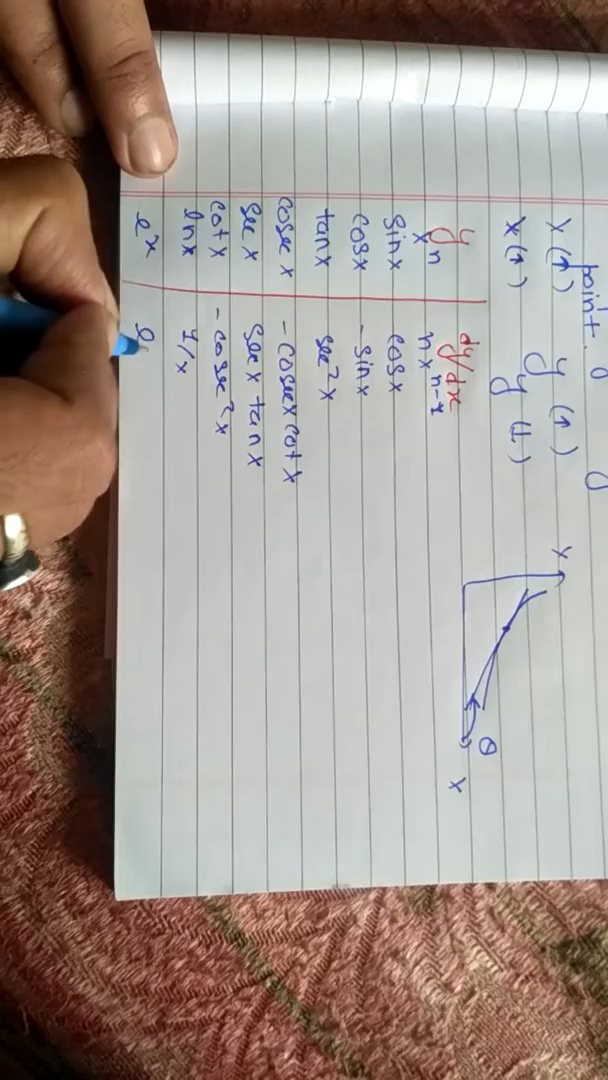 point.
x(↑) y (↑)
x(↑) y (↓)
y dy/dx
xⁿ nxⁿ⁻¹
sinx cosx
cosx - sinx
tanx sec²x
cosec x - cosecx cotx
sec x secx tanx
cot x - cosec²x
lnx 1/x
eˣ e
y
θ
x